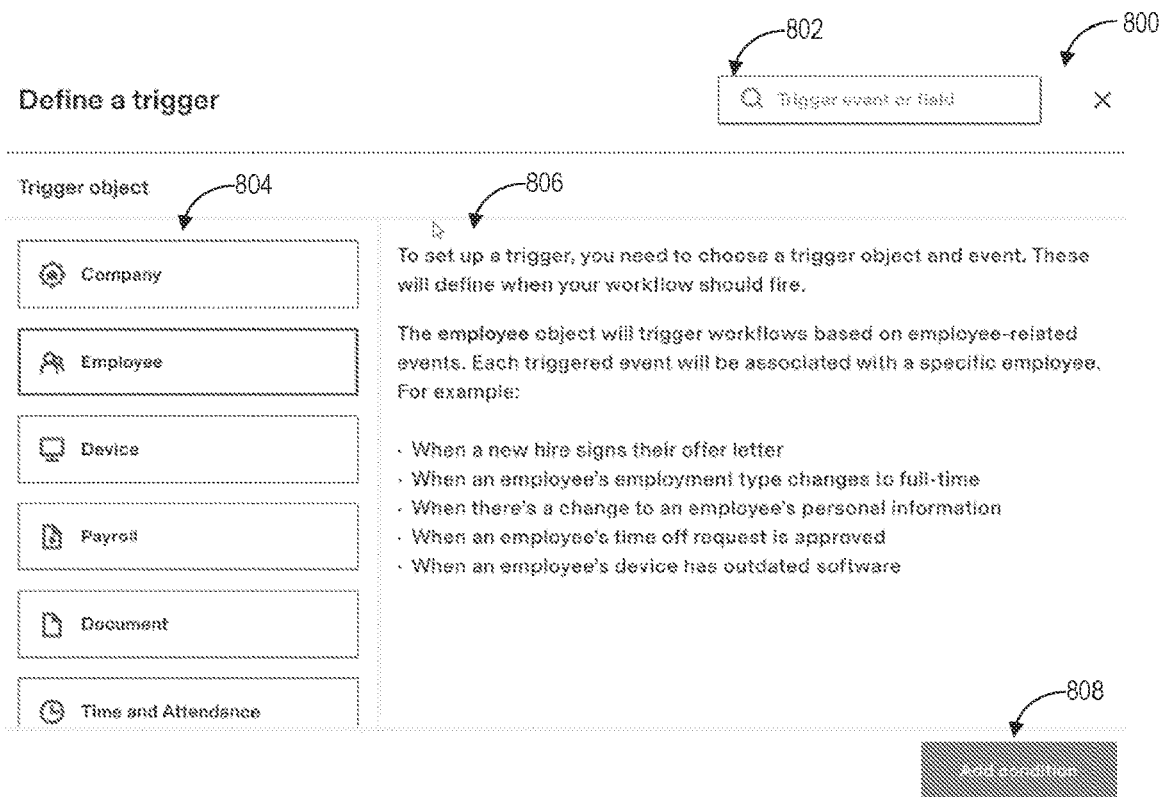 802
800
Define a trigger
Trigger event or field
Trigger object
804
806
Company
Employee
Device
Payroll
Document
Time and Attendance
To set up a trigger, you need to choose a trigger object and event. These
will define when your workflow should fire.
The employee object will trigger workflows based on employee-related
events. Each triggered event will be associated with a specific employee.
For example:
· When a new hire signs their offer letter
· When an employee's employment type changes to full-time
· When there's a change to an employee's personal information
· When an employee's time off request is approved
· When an employee's device has outdated software
808
Add condition